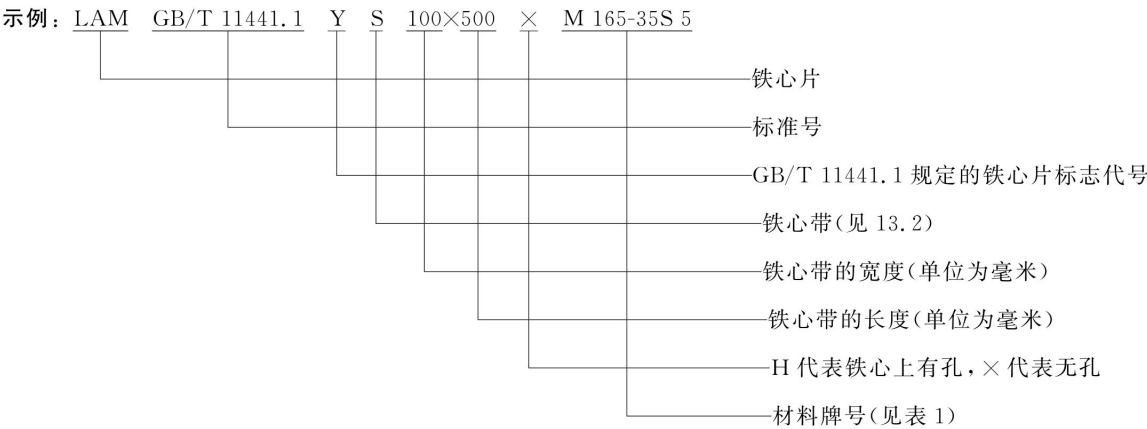 示例：LAM GB/T 11441.1 Y S 100×500 × M 165-35S 5
铁心片
标准号
GB/T 11441.1 规定的铁心片标志代号
铁心带(见 13.2)
铁心带的宽度(单位为毫米)
铁心带的长度(单位为毫米)
H 代表铁心上有孔，× 代表无孔
材料牌号(见表 1)